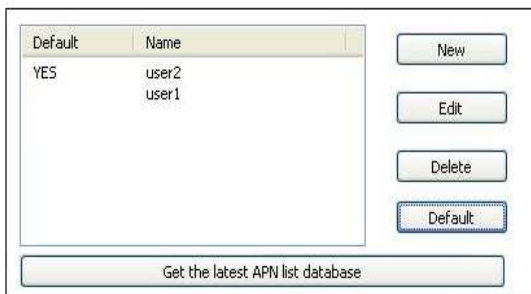 Default Name
YES user2
user1
New
Edit
Delete
Default
Get the latest APN list database